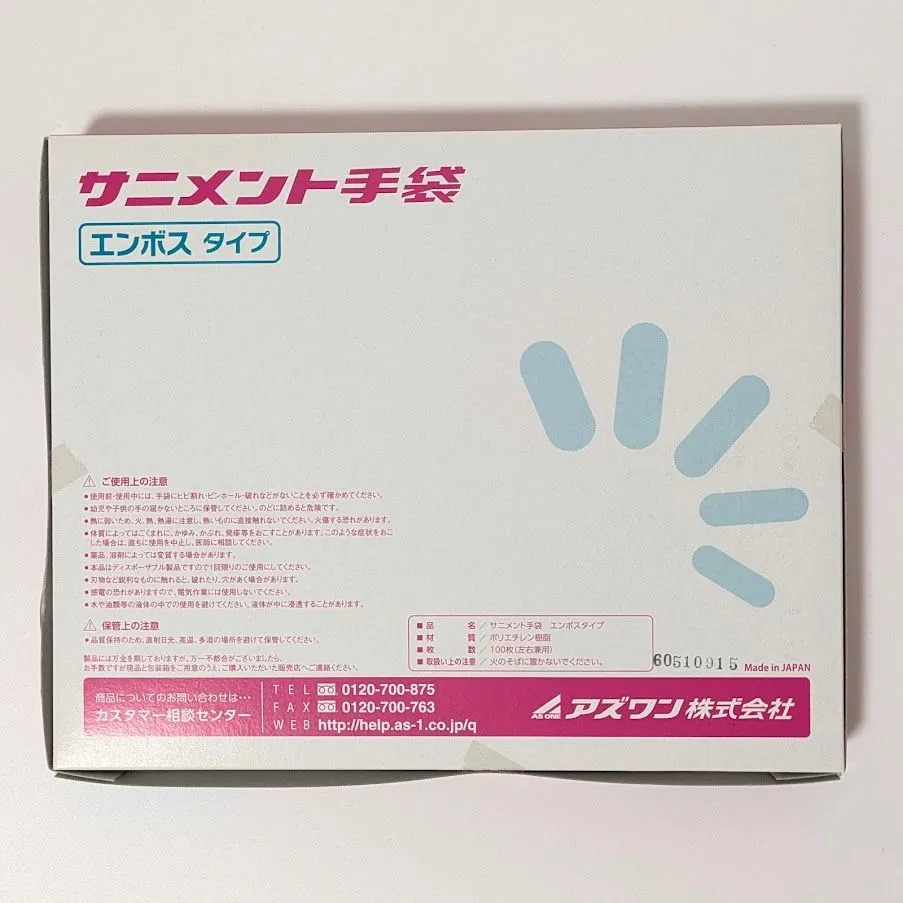 サニメント手袋
エンボス タイプ
ご使用上の注意
●使用前・使用中には、手袋にヒビ割れ・ピンホール・破れなどがないことを必ず確かめてください。
●幼児や子供の手の届かないところに保管してください。のどに詰めると危険です。
●熱に弱いため、火、熱、熱湯に注意し、熱いものに直接触れないでください。火傷する恐れがあります。
●体質によってはごくまれに、かゆみ、かぶれ、発疹等をおこすことがあります。このような症状をおこ
した場合は、直ちに使用を中止し、医師に相談してください。
●薬品、溶剤によっては変質する場合があります。
●本品はディスポーザブル製品ですので1回限りのご使用にしてください。
●刃物など鋭利なものに触れると、破れたり、穴があく場合があります。
●感電の恐れがありますので、電気作業には使用しないでください。
●水や油類等の液体の中での使用を避けてください。液体が中に浸透することがあります。
保管上の注意
●品質保持のため、直射日光、高温、多湿の場所を避けて保管してください。
製品には万全を期しておりますが、万一不都合がございましたら、
お手数ですが現品と包装箱をご用意のうえ、ご購入いただいた販売店へご連絡ください。
■品　　名／サニメント手袋　エンボスタイプ
■材　　質／ポリエチレン樹脂
■枚　　数／100枚(左右兼用)
■取扱い上の注意／火のそばに置かないでください。
60510915
Made in JAPAN
商品についてのお問い合わせは…
カスタマー相談センター
TEL 0120-700-875
FAX 0120-700-763
WEB http://help.as-1.co.jp/q
AS ONE アズワン株式会社